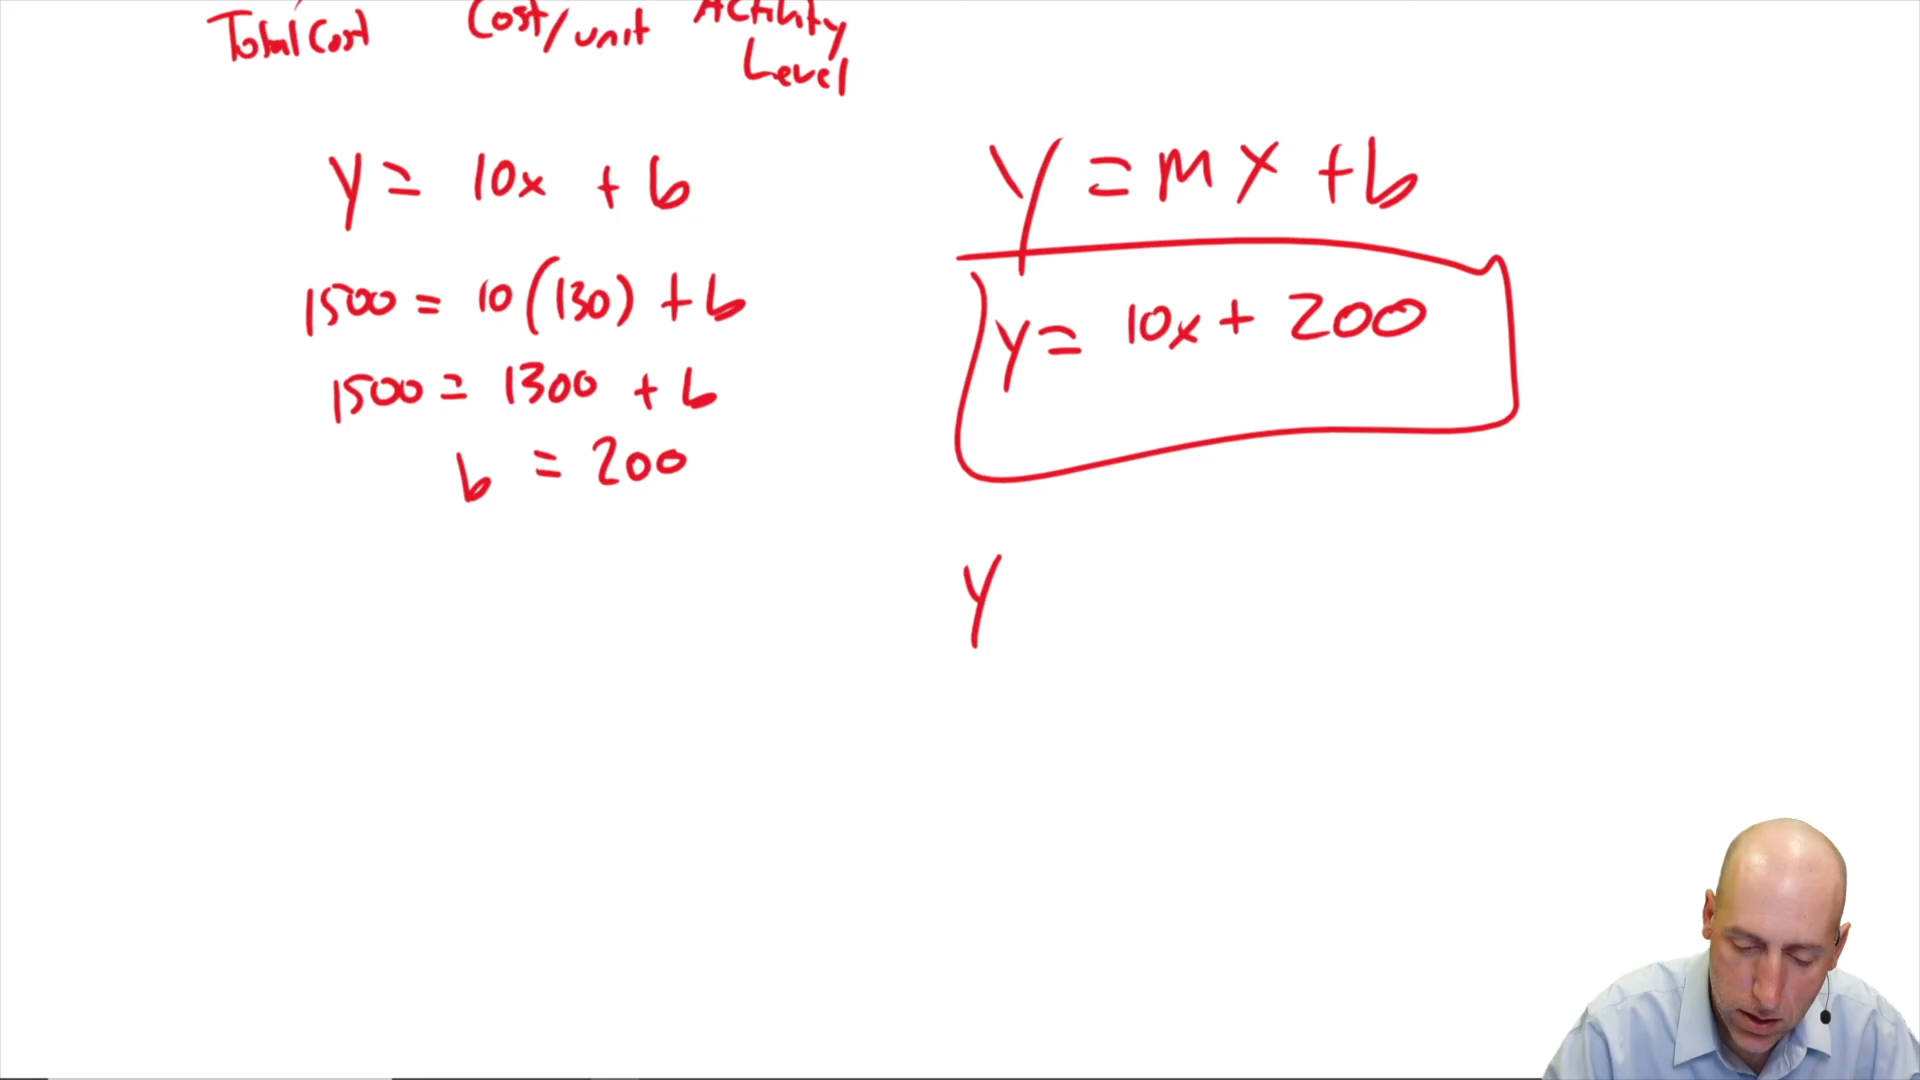 Total Cost Cost/unit Activity
Level
y = 10x + b
1500 = 10(130) + b
1500 = 1300 + b
b = 200
y = mx + b
y = 10x + 200
y